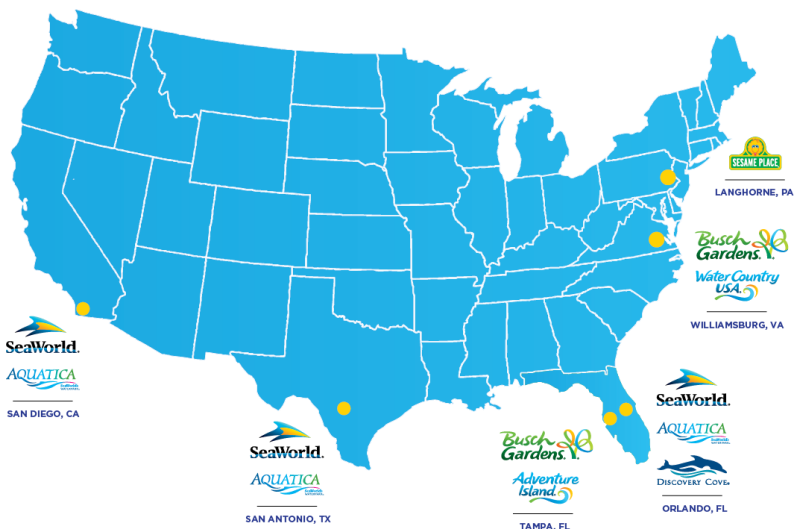 SESAME PLACE
LANGHORNE, PA
Busch
Gardens.
Water Country
USA.
WILLIAMSBURG, VA
SeaWorld.
AQUATICA
SAN DIEGO, CA
SeaWorld.
AQUATICA
SAN ANTONIO, TX
Busch
Gardens.
Adventure
Island.
TAMPA, FL
SeaWorld.
AQUATICA
DISCOVERY COVE
ORLANDO, FL